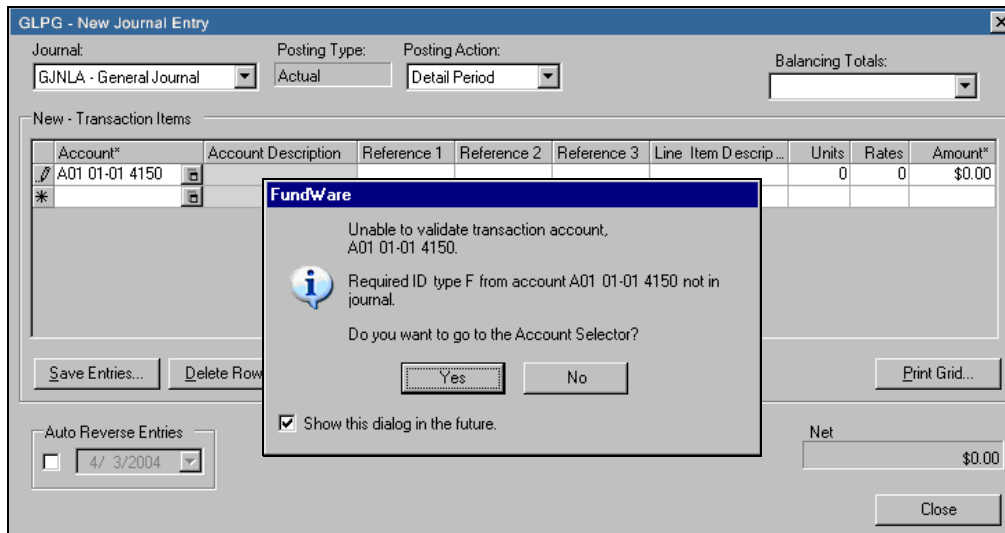 GLPG - New Journal Entry
Journal:
Posting Type:
Posting Action:
Balancing Totals:
GJNLA - General Journal
Actual
Detail Period
New - Transaction Items
Account*
Account Description
Reference 1
Reference 2
Reference 3
Line Item Descrip...
Units
Rates
Amount*
A01 01-01 4150
0
0
$0.00
FundWare
Unable to validate transaction account,
A01 01-01 4150.
Required ID type F from account A01 01-01 4150 not in
journal.
Do you want to go to the Account Selector?
Yes
No
Show this dialog in the future.
Save Entries...
Delete Row
Print Grid...
Auto Reverse Entries
4/ 3/2004
Net
$0.00
Close